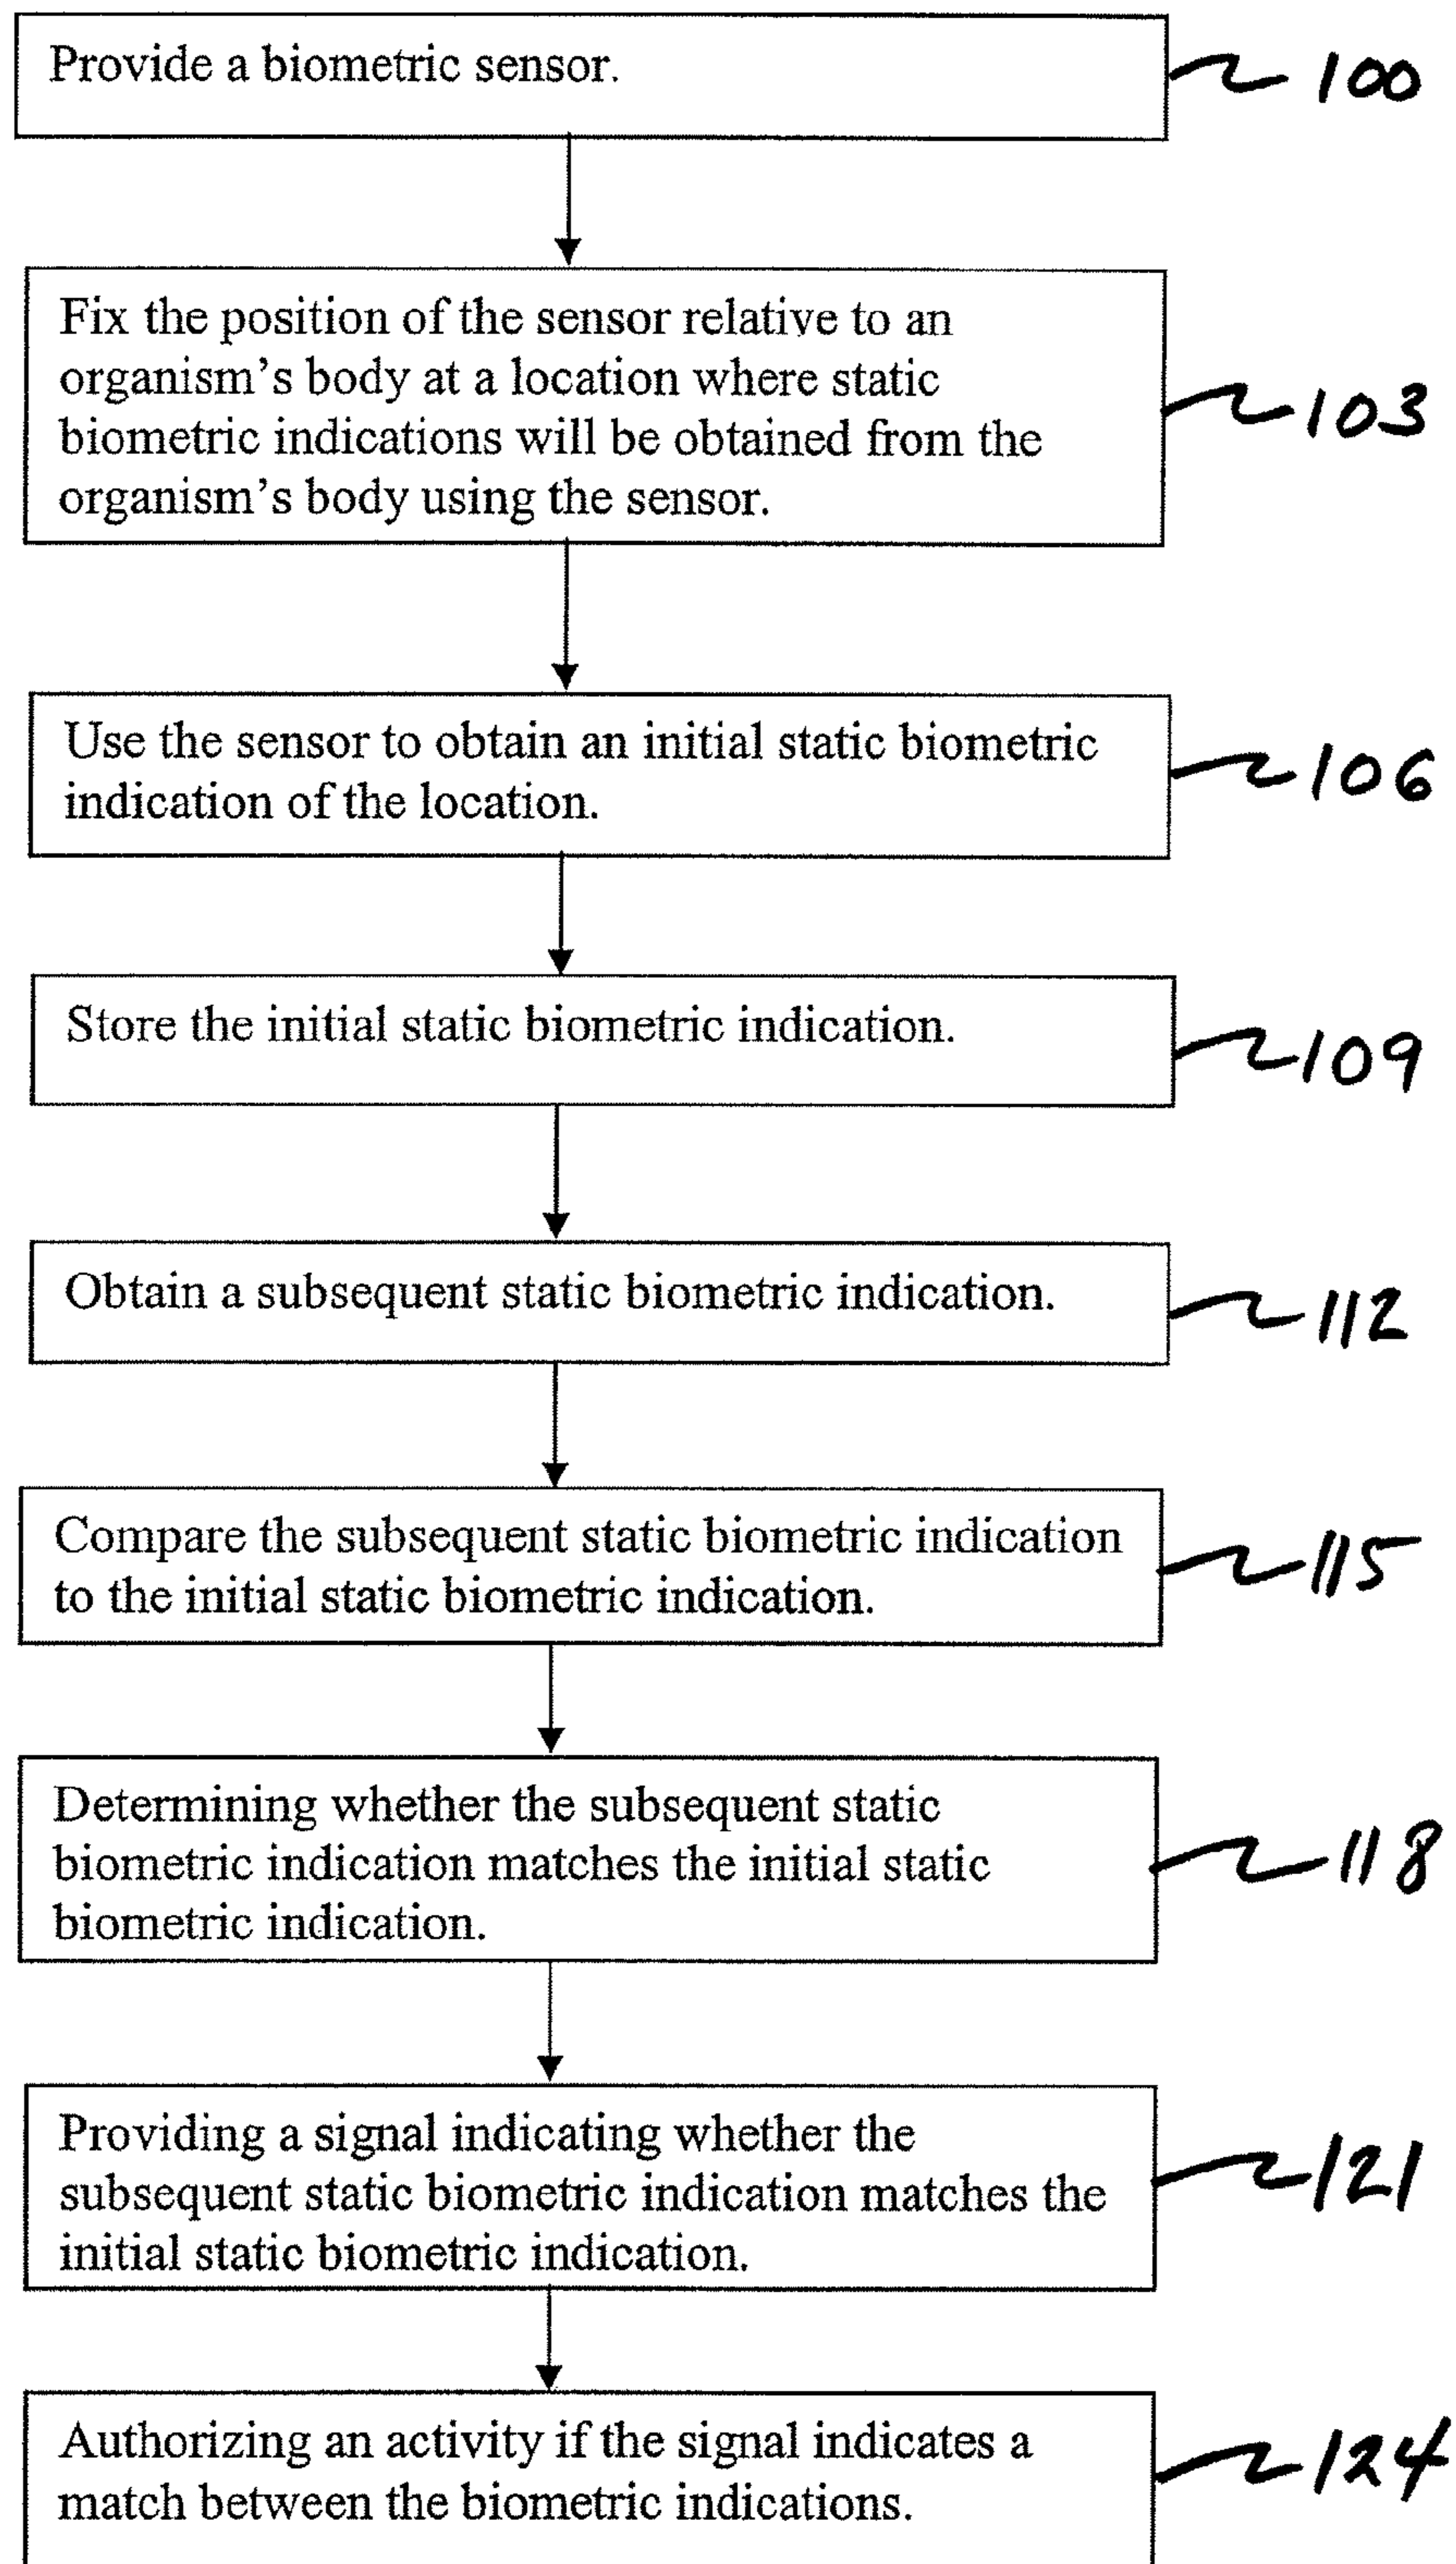 Provide a biometric sensor.
100
Fix the position of the sensor relative to an
organism's body at a location where static
biometric indications will be obtained from the
organism's body using the sensor.
103
Use the sensor to obtain an initial static biometric
indication of the location.
106
Store the initial static biometric indication.
109
Obtain a subsequent static biometric indication.
112
Compare the subsequent static biometric indication
to the initial static biometric indication.
115
Determining whether the subsequent static
biometric indication matches the initial static
biometric indication.
118
Providing a signal indicating whether the
subsequent static biometric indication matches the
initial static biometric indication.
121
Authorizing an activity if the signal indicates a
match between the biometric indications.
124